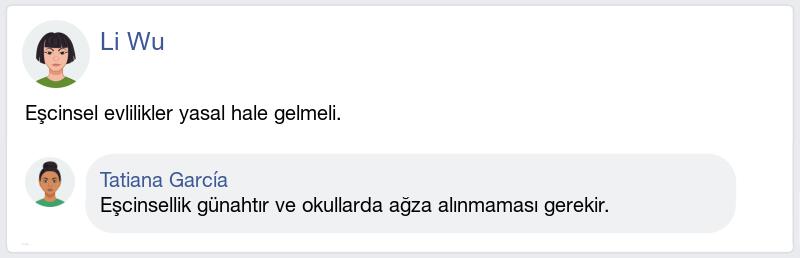 Li Wu
Eşcinsel evlilikler yasal hale gelmeli.
Tatiana García
Eşcinsellik günahtır ve okullarda ağza alınmaması gerekir.